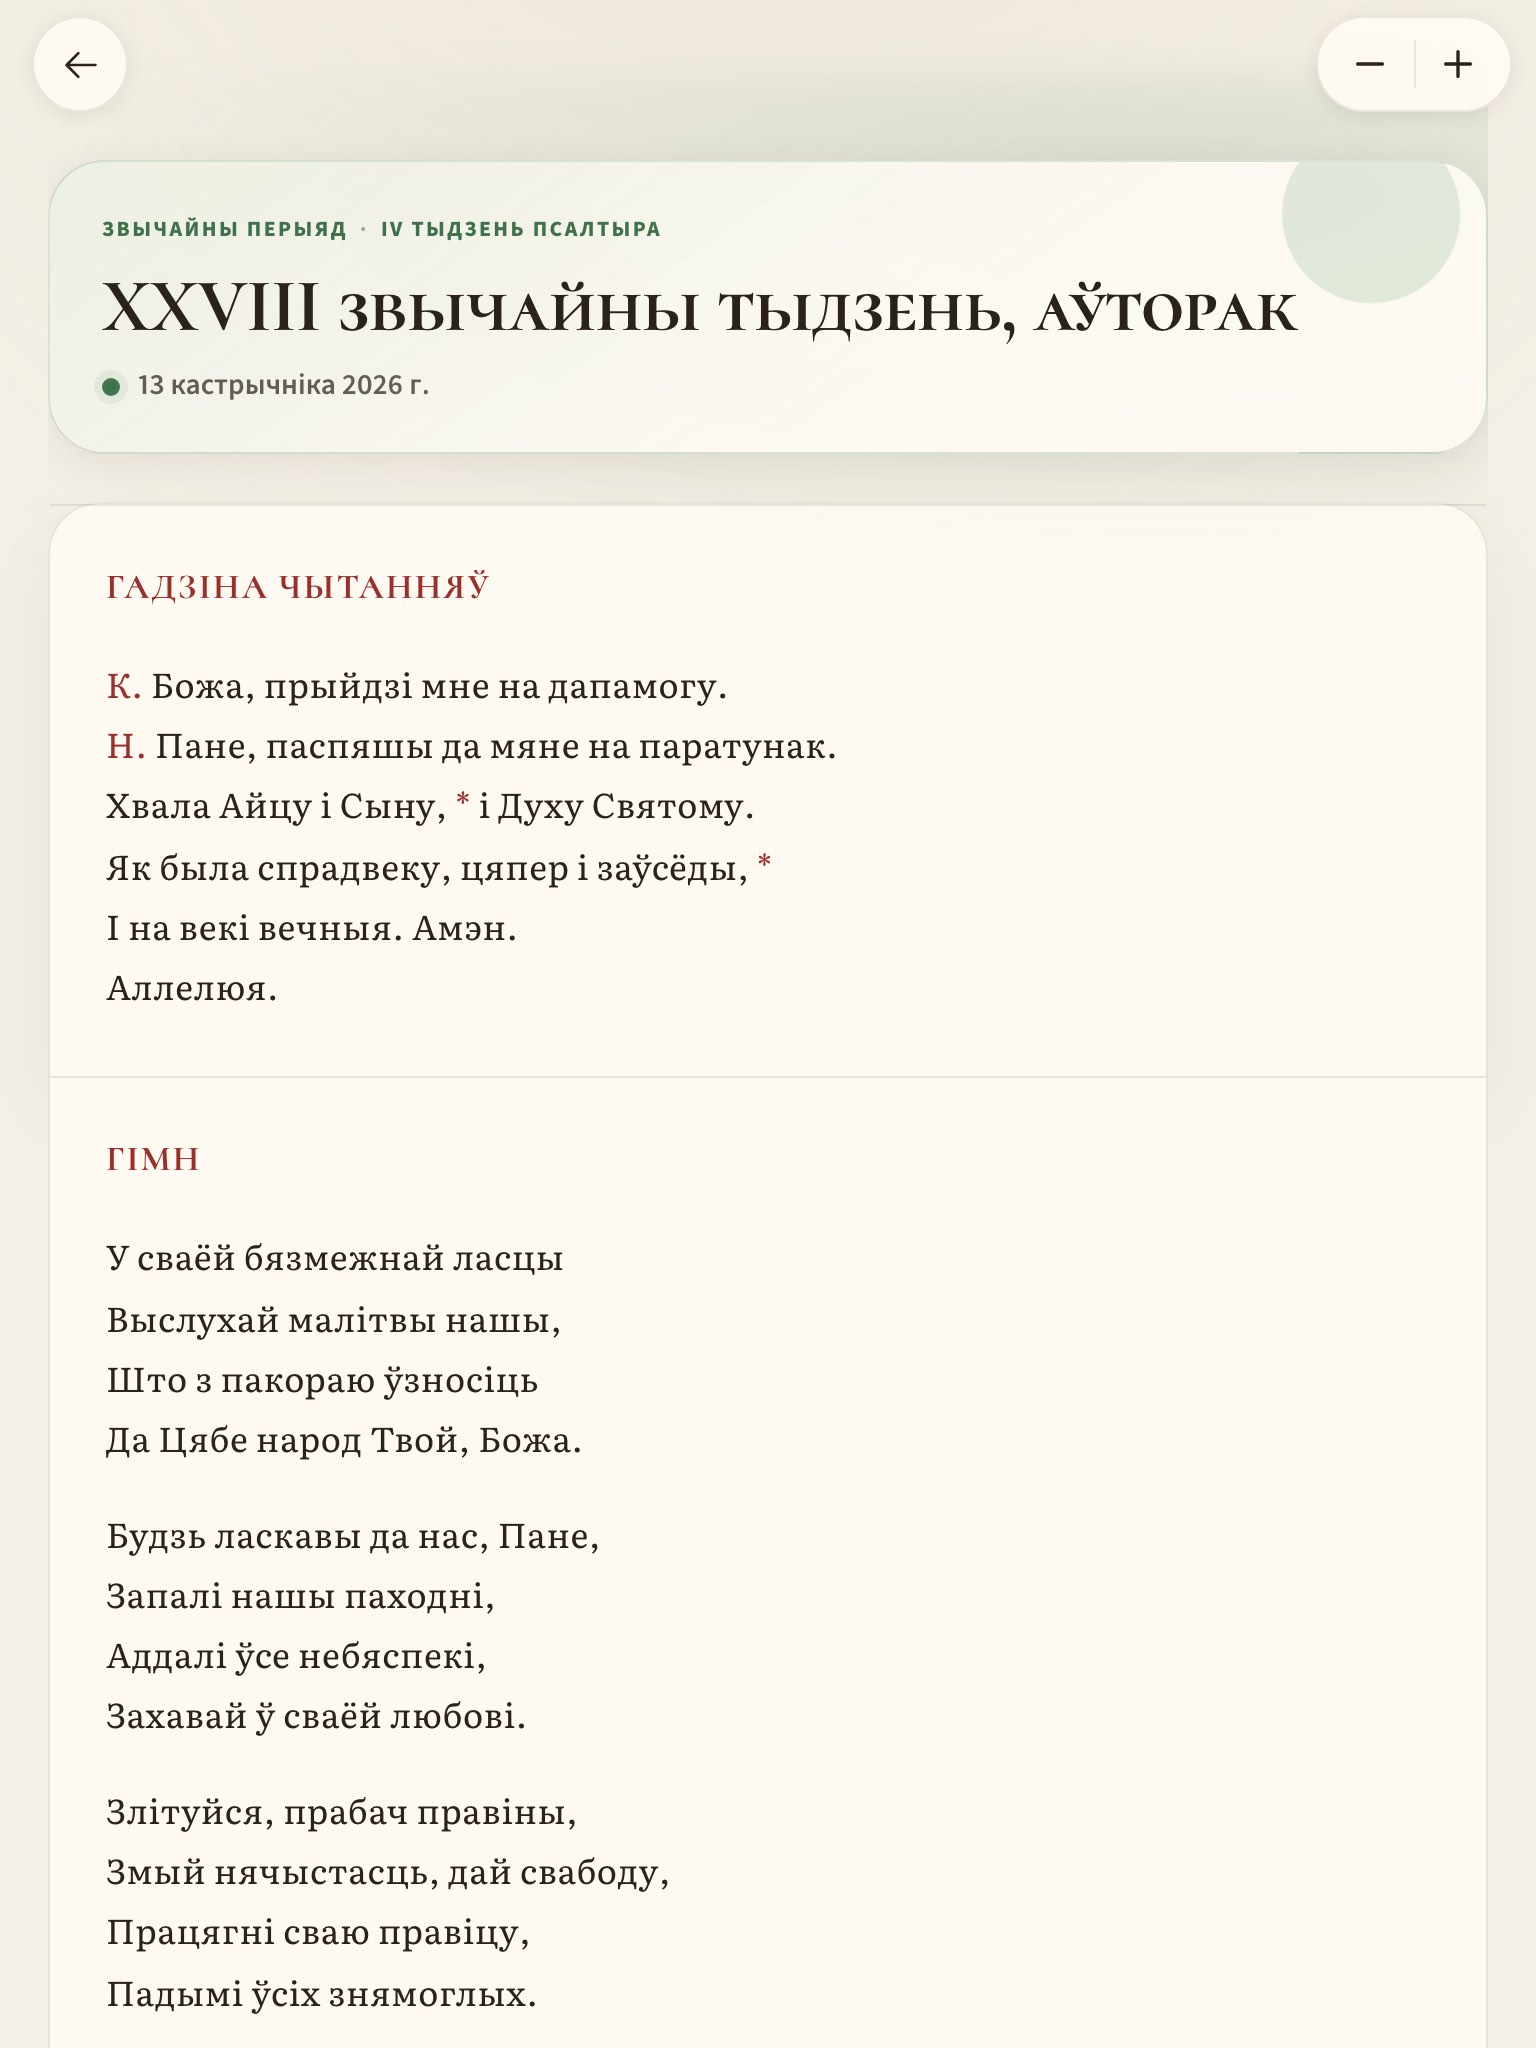 ЗВЫЧАЙНЫ ПЕРЫЯД · IV ТЫДЗЕНЬ ПСАЛТЫРА
XXVIII ЗВЫЧАЙНЫ ТЫДЗЕНЬ, АЎТОРАК
13 кастрычніка 2026 г.
ГАДЗІНА ЧЫТАННЯЎ
К. Божа, прыйдзі мне на дапамогу.
Н. Пане, паспяшы да мяне на паратунак.
Хвала Айцу і Сыну, * і Духу Святому.
Як была спрадвеку, цяпер і заўсёды, *
І на векі вечныя. Амэн.
Аллелюя.
ГІМН
У сваёй бязмежнай ласцы
Выслухай малітвы нашы,
Што з пакораю ўзносіць
Да Цябе народ Твой, Божа.
Будзь ласкавы да нас, Пане,
Запалі нашы паходні,
Аддалі ўсе небяспекі,
Захавай ў сваёй любові.
Злітуйся, прабач правіны,
Змый нячыстасць, дай свабоду,
Працягні сваю правіцу,
Падымі ўсіх знямоглых.